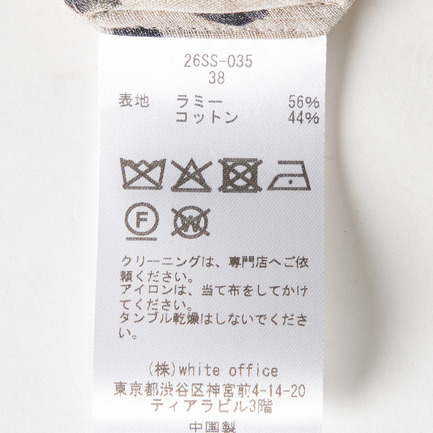 26SS-035
38
表地 ラミー 56%
コットン 44%
F
W
クリーニングは、専門店へご依
頼ください。
アイロンは、当て布をしてかけ
てください。
タンブル乾燥はしないでくださ
い。
(株)white office
東京都渋谷区神宮前4-14-20
ティアラビル3階
中国製